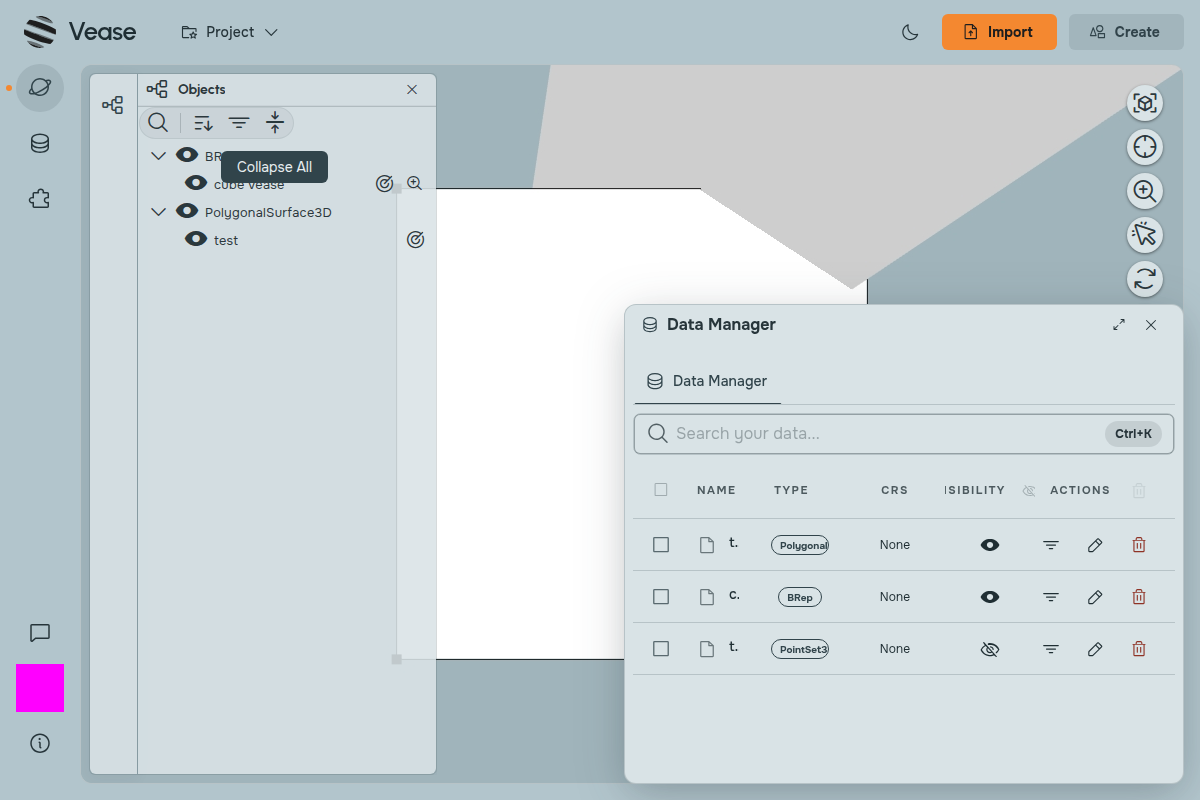 Vease
Project
Import
Create
Objects
BR
Collapse All
cube vease
PolygonalSurface3D
test
Data Manager
Data Manager
Search your data...
Ctrl+K
NAME
TYPE
CRS
ISIBILITY
ACTIONS
t.
Polygonal
None
c.
BRep
None
t.
PointSet3
None